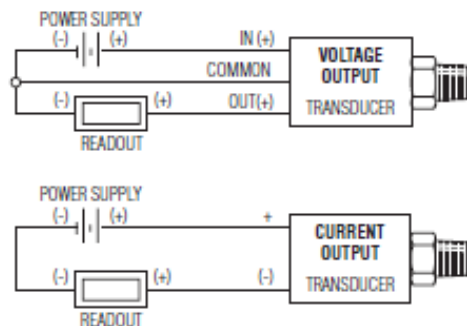 POWER SUPPLY
(-) (+) IN (+)
COMMON
(-) (+) OUT(+)
READOUT
VOLTAGE
OUTPUT
TRANSDUCER
POWER SUPPLY
(-) (+) +
(-) (+) (-)
READOUT
CURRENT
OUTPUT
TRANSDUCER